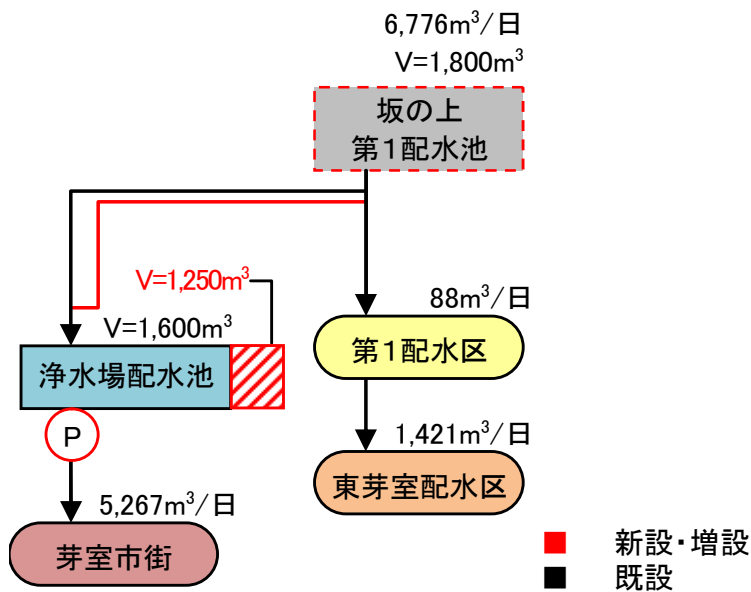 6,776m³/日
V=1,800m³
坂の上
第1配水池
V=1,250m³
88m³/日
V=1,600m³
第1配水区
浄水場配水池
P
1,421m³/日
東芽室配水区
5,267m³/日
芽室市街
新設・増設
既設